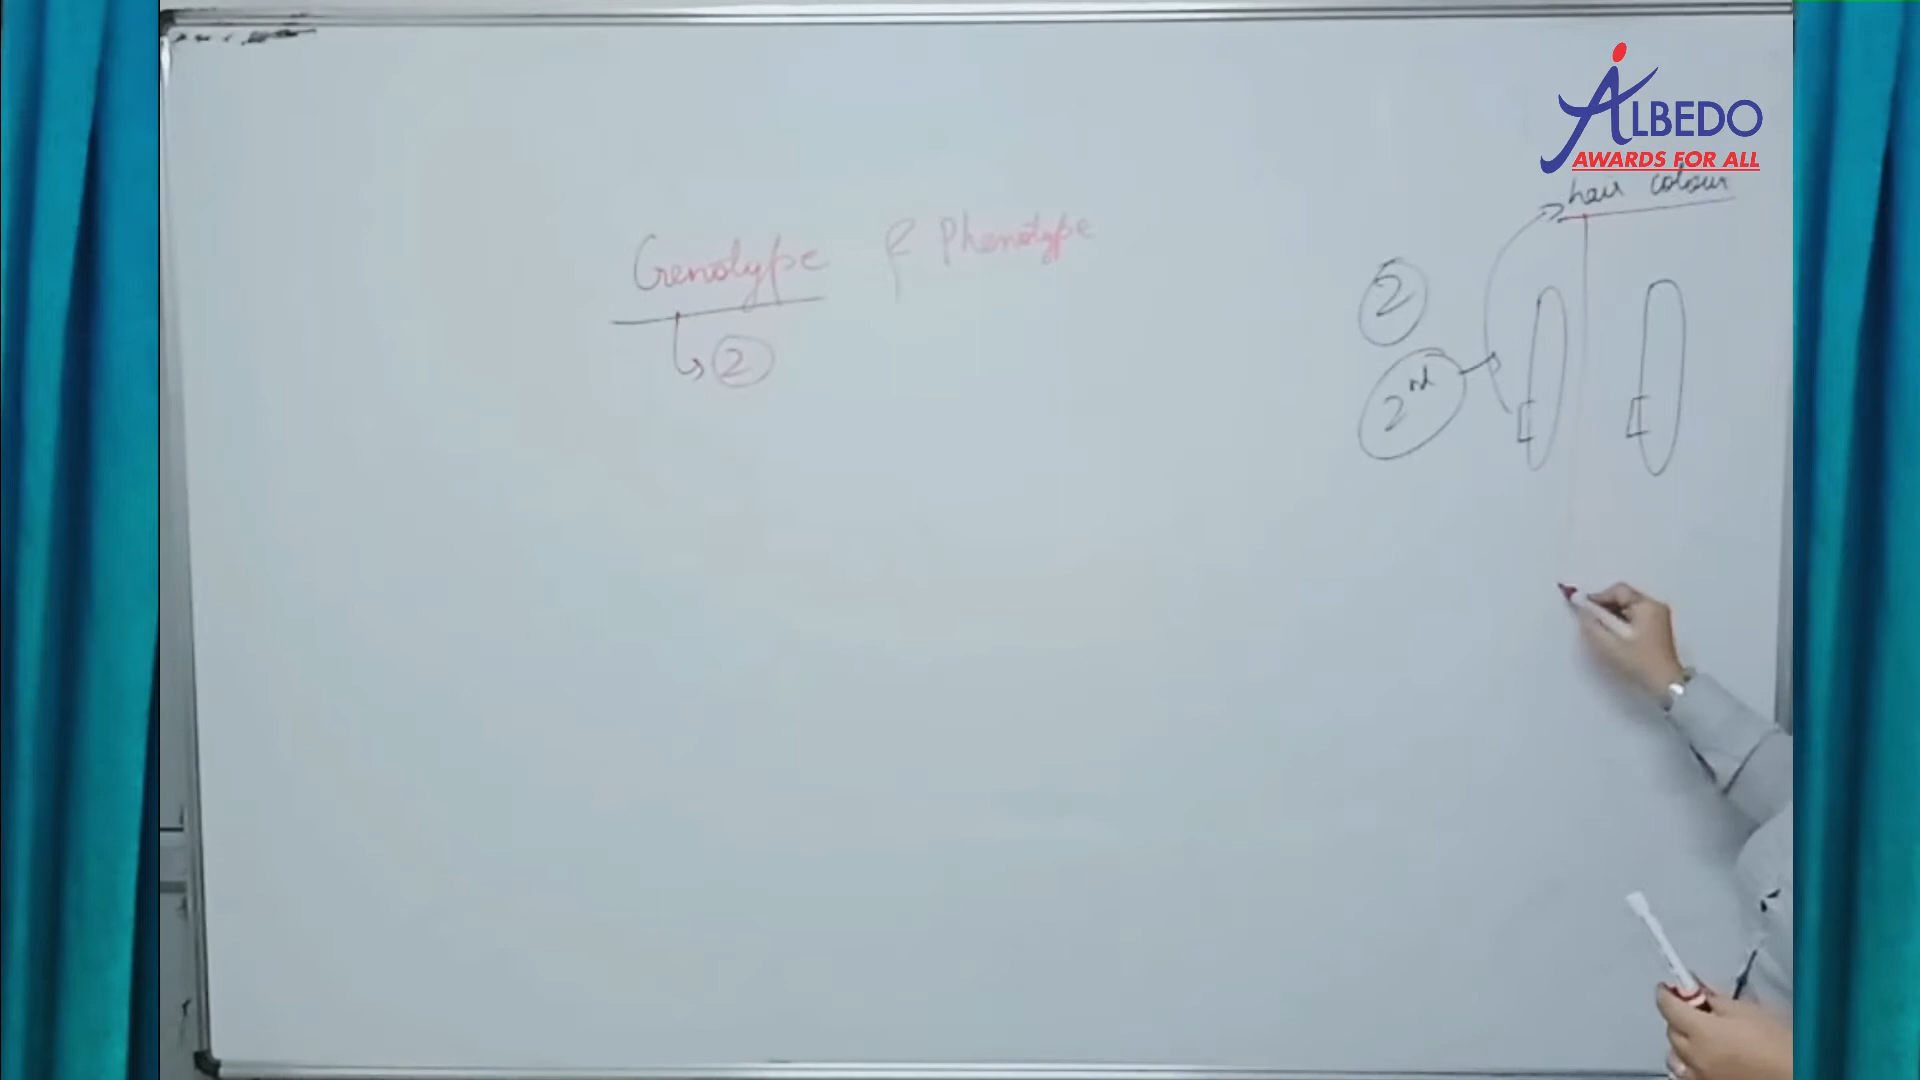 ALBEDO
AWARDS FOR ALL
hair colour
Genotype & Phenotype
2
2
2nd